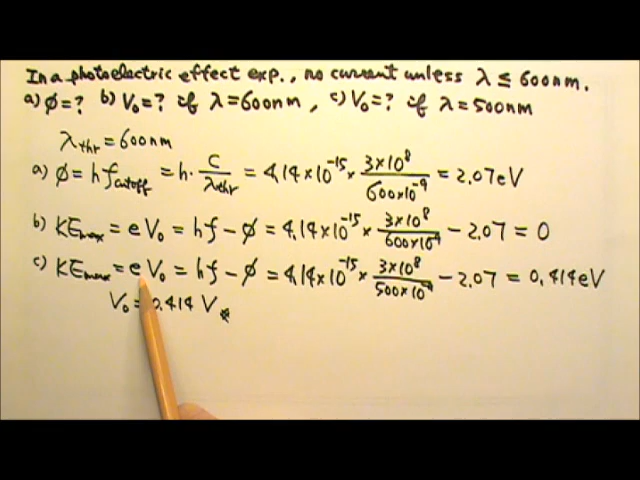 In a photoelectric effect exp., no current unless λ ≤ 600nm.
a) φ=? b) V₀=? if λ=600nm, c) V₀=? if λ=500nm
λthr = 600nm
a) φ = hfcutoff = h·c/λthr = 4.14×10⁻¹⁵ × 3×10⁸/600×10⁻⁹ = 2.07eV
b) KEmax = eV₀ = hf − φ = 4.14×10⁻¹⁵ × 3×10⁸/600×10⁻⁹ − 2.07 = 0
c) KEmax = eV₀ = hf − φ = 4.14×10⁻¹⁵ × 3×10⁸/500×10⁻⁹ − 2.07 = 0.414eV
V₀ = 0.414 V